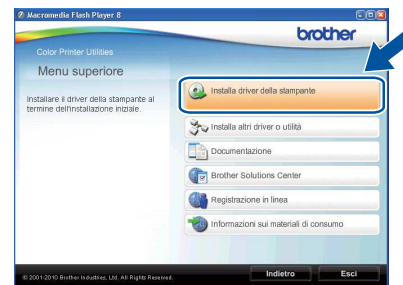 Macromedia Flash Player 8
brother
Color Printer Utilities
Menu superiore
Installare il driver della stampante al
termine dell'installazione iniziale.
Installa driver della stampante
Installa altri driver o utilità
Documentazione
Brother Solutions Center
Registrazione in linea
Informazioni sui materiali di consumo
© 2001-2010 Brother Industries, Ltd. All Rights Reserved.
Indietro
Esci